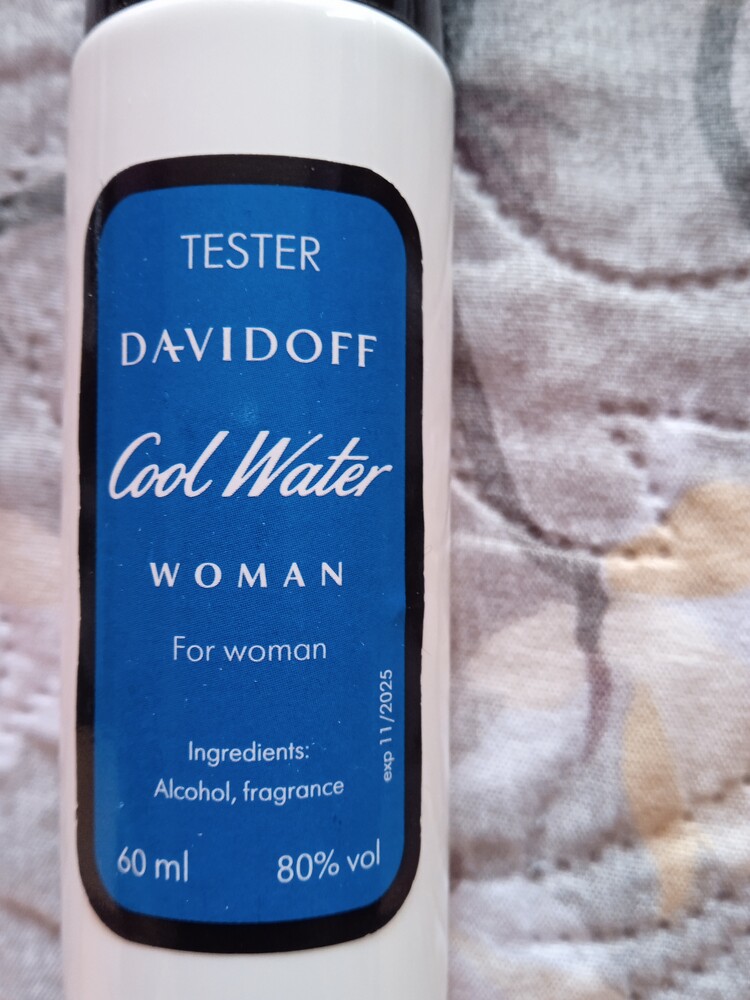 TESTER
DAVIDOFF
Cool Water
WOMAN
For woman
exp 11/2025
Ingredients:
Alcohol, fragrance
60 ml 80% vol